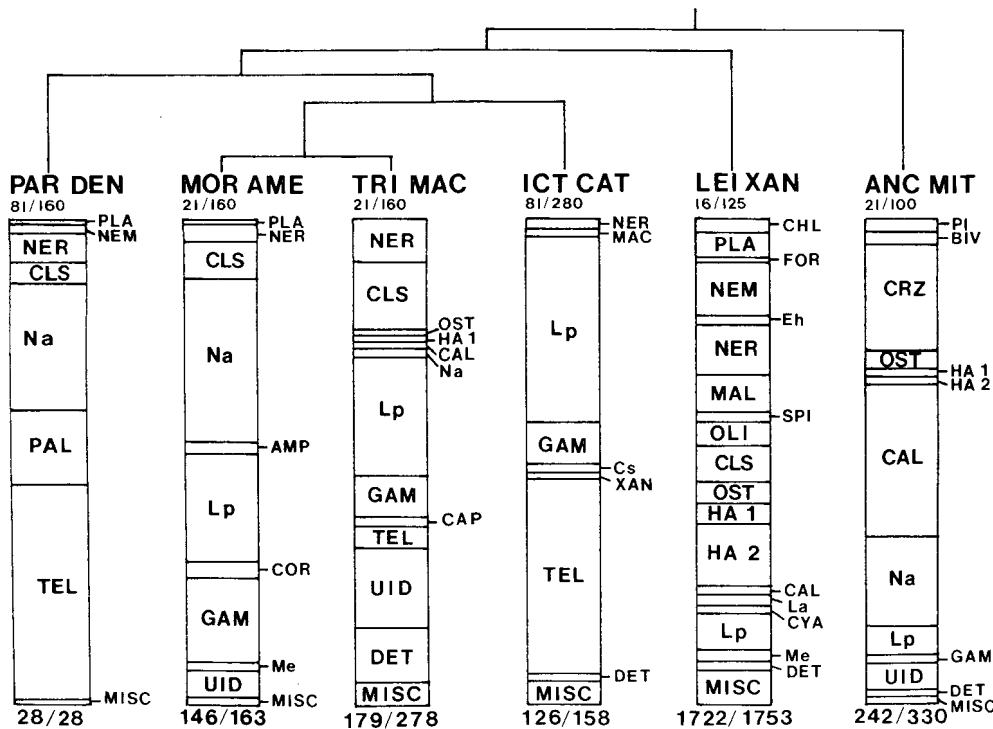 PAR DEN
81/160
PLA
NEM
NER
CLS
Na
PAL
TEL
MISC
28/28
MOR AME
21/160
PLA
NER
CLS
Na
AMP
Lp
COR
GAM
Me
UID
MISC
146/163
TRI MAC
21/160
NER
CLS
OST
HA 1
CAL
Na
Lp
GAM
CAP
TEL
UID
DET
MISC
179/278
ICT CAT
81/280
NER
MAC
Lp
GAM
Cs
XAN
TEL
DET
MISC
126/158
LEI XAN
16/125
CHL
PLA
FOR
NEM
Eh
NER
MAL
SPI
OLI
CLS
OST
HA 1
HA 2
CAL
La
CYA
Lp
Me
DET
MISC
1722/1753
ANC MIT
21/100
PI
BIV
CRZ
OST
HA 1
HA 2
CAL
Na
Lp
GAM
UID
DET
MISC
242/330